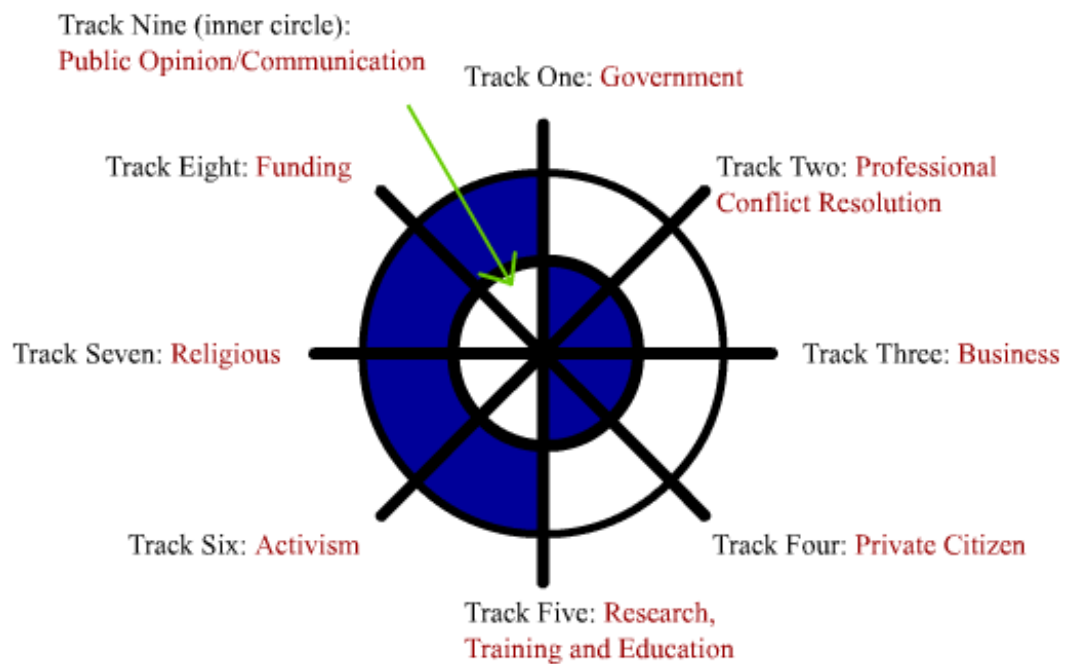 Track Nine (inner circle):
Public Opinion/Communication
Track One: Government
Track Eight: Funding
Track Two: Professional
Conflict Resolution
Track Seven: Religious
Track Three: Business
Track Six: Activism
Track Four: Private Citizen
Track Five: Research,
Training and Education